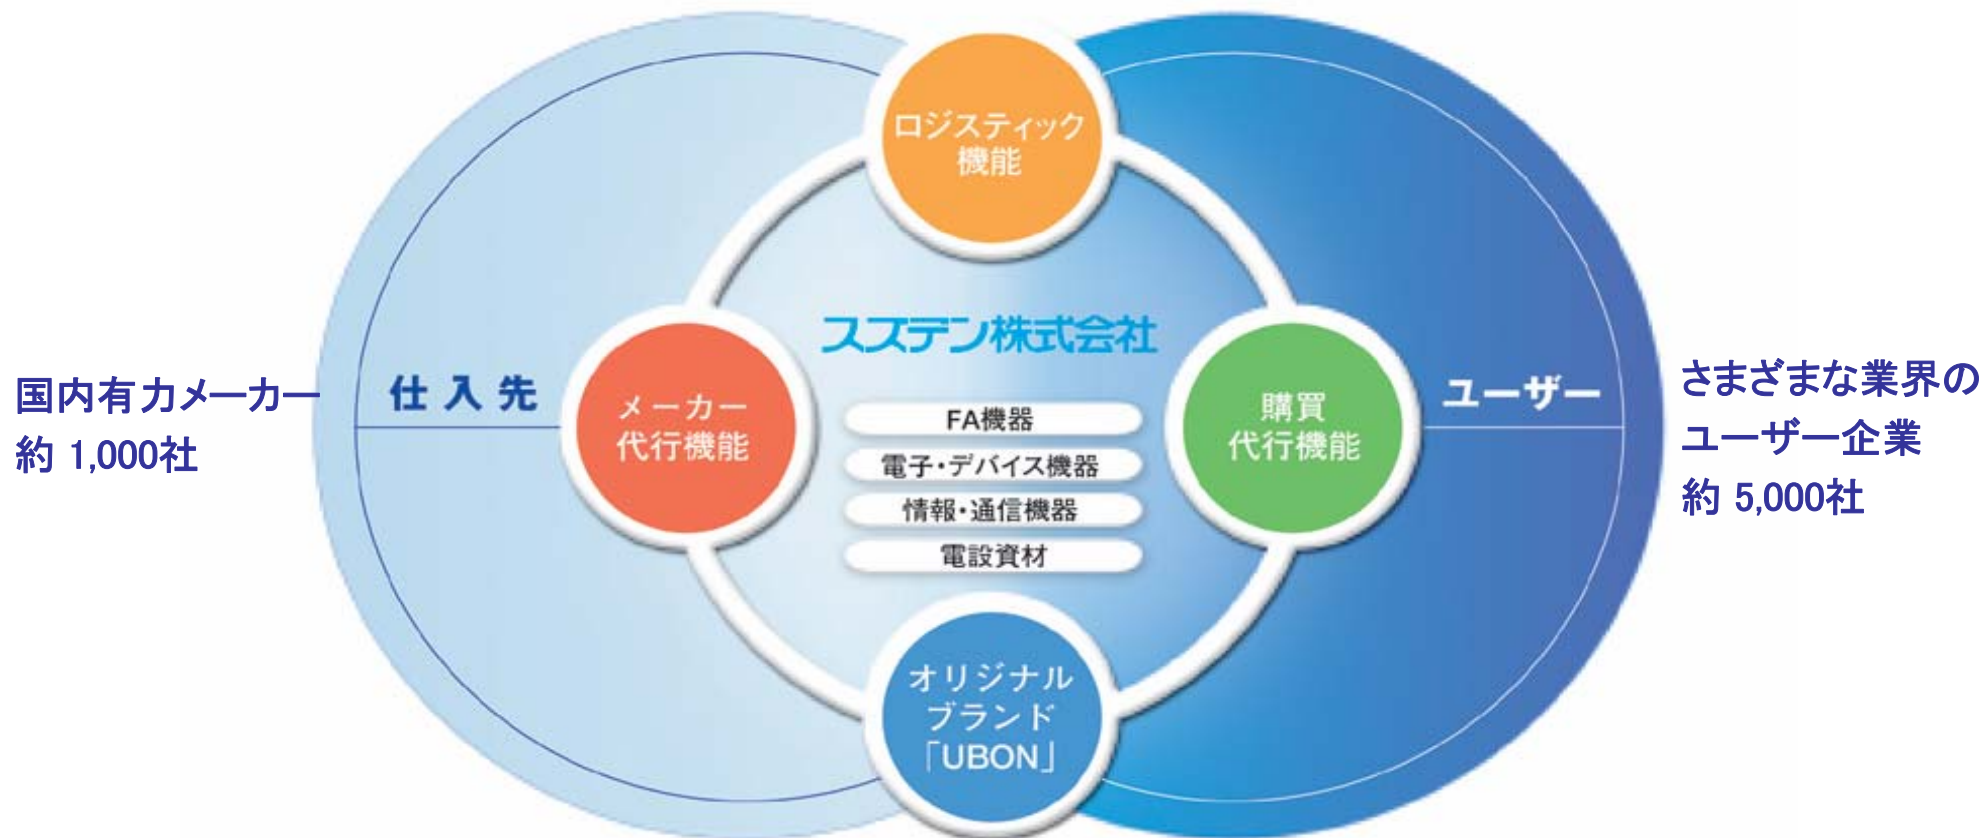 ロジスティック
機能
国内有力メーカー
約 1,000社
仕入先
メーカー
代行機能
スズデン株式会社
FA機器
電子・デバイス機器
情報・通信機器
電設資材
購買
代行機能
ユーザー
さまざまな業界の
ユーザー企業
約 5,000社
オリジナル
ブランド
「UBON」